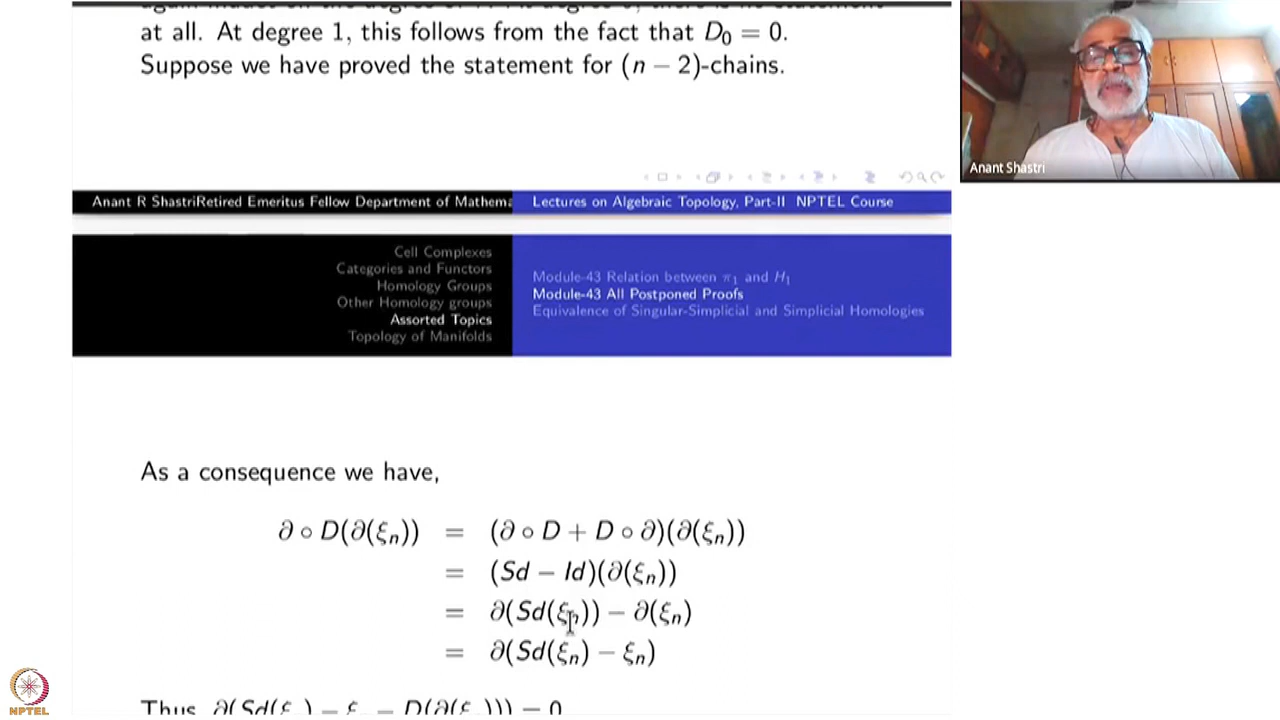 at all. At degree 1, this follows from the fact that D₀ = 0.
Suppose we have proved the statement for (n − 2)-chains.
Anant Shastri
Anant R ShastriRetired Emeritus Fellow Department of Mathema
Lectures on Algebraic Topology, Part-II NPTEL Course
Cell Complexes
Categories and Functors
Homology Groups
Other Homology groups
Assorted Topics
Topology of Manifolds
Module-43 Relation between π₁ and H₁
Module-43 All Postponed Proofs
Equivalence of Singular-Simplicial and Simplicial Homologies
As a consequence we have,
∂ ∘ D(∂(ξₙ)) = (∂ ∘ D + D ∘ ∂)(∂(ξₙ))
= (Sd − Id)(∂(ξₙ))
= ∂(Sd(ξₙ)) − ∂(ξₙ)
= ∂(Sd(ξₙ) − ξₙ)
Thus ∂(Sd(ξ ) − ξ − D(∂(ξ ))) = 0
NPTEL